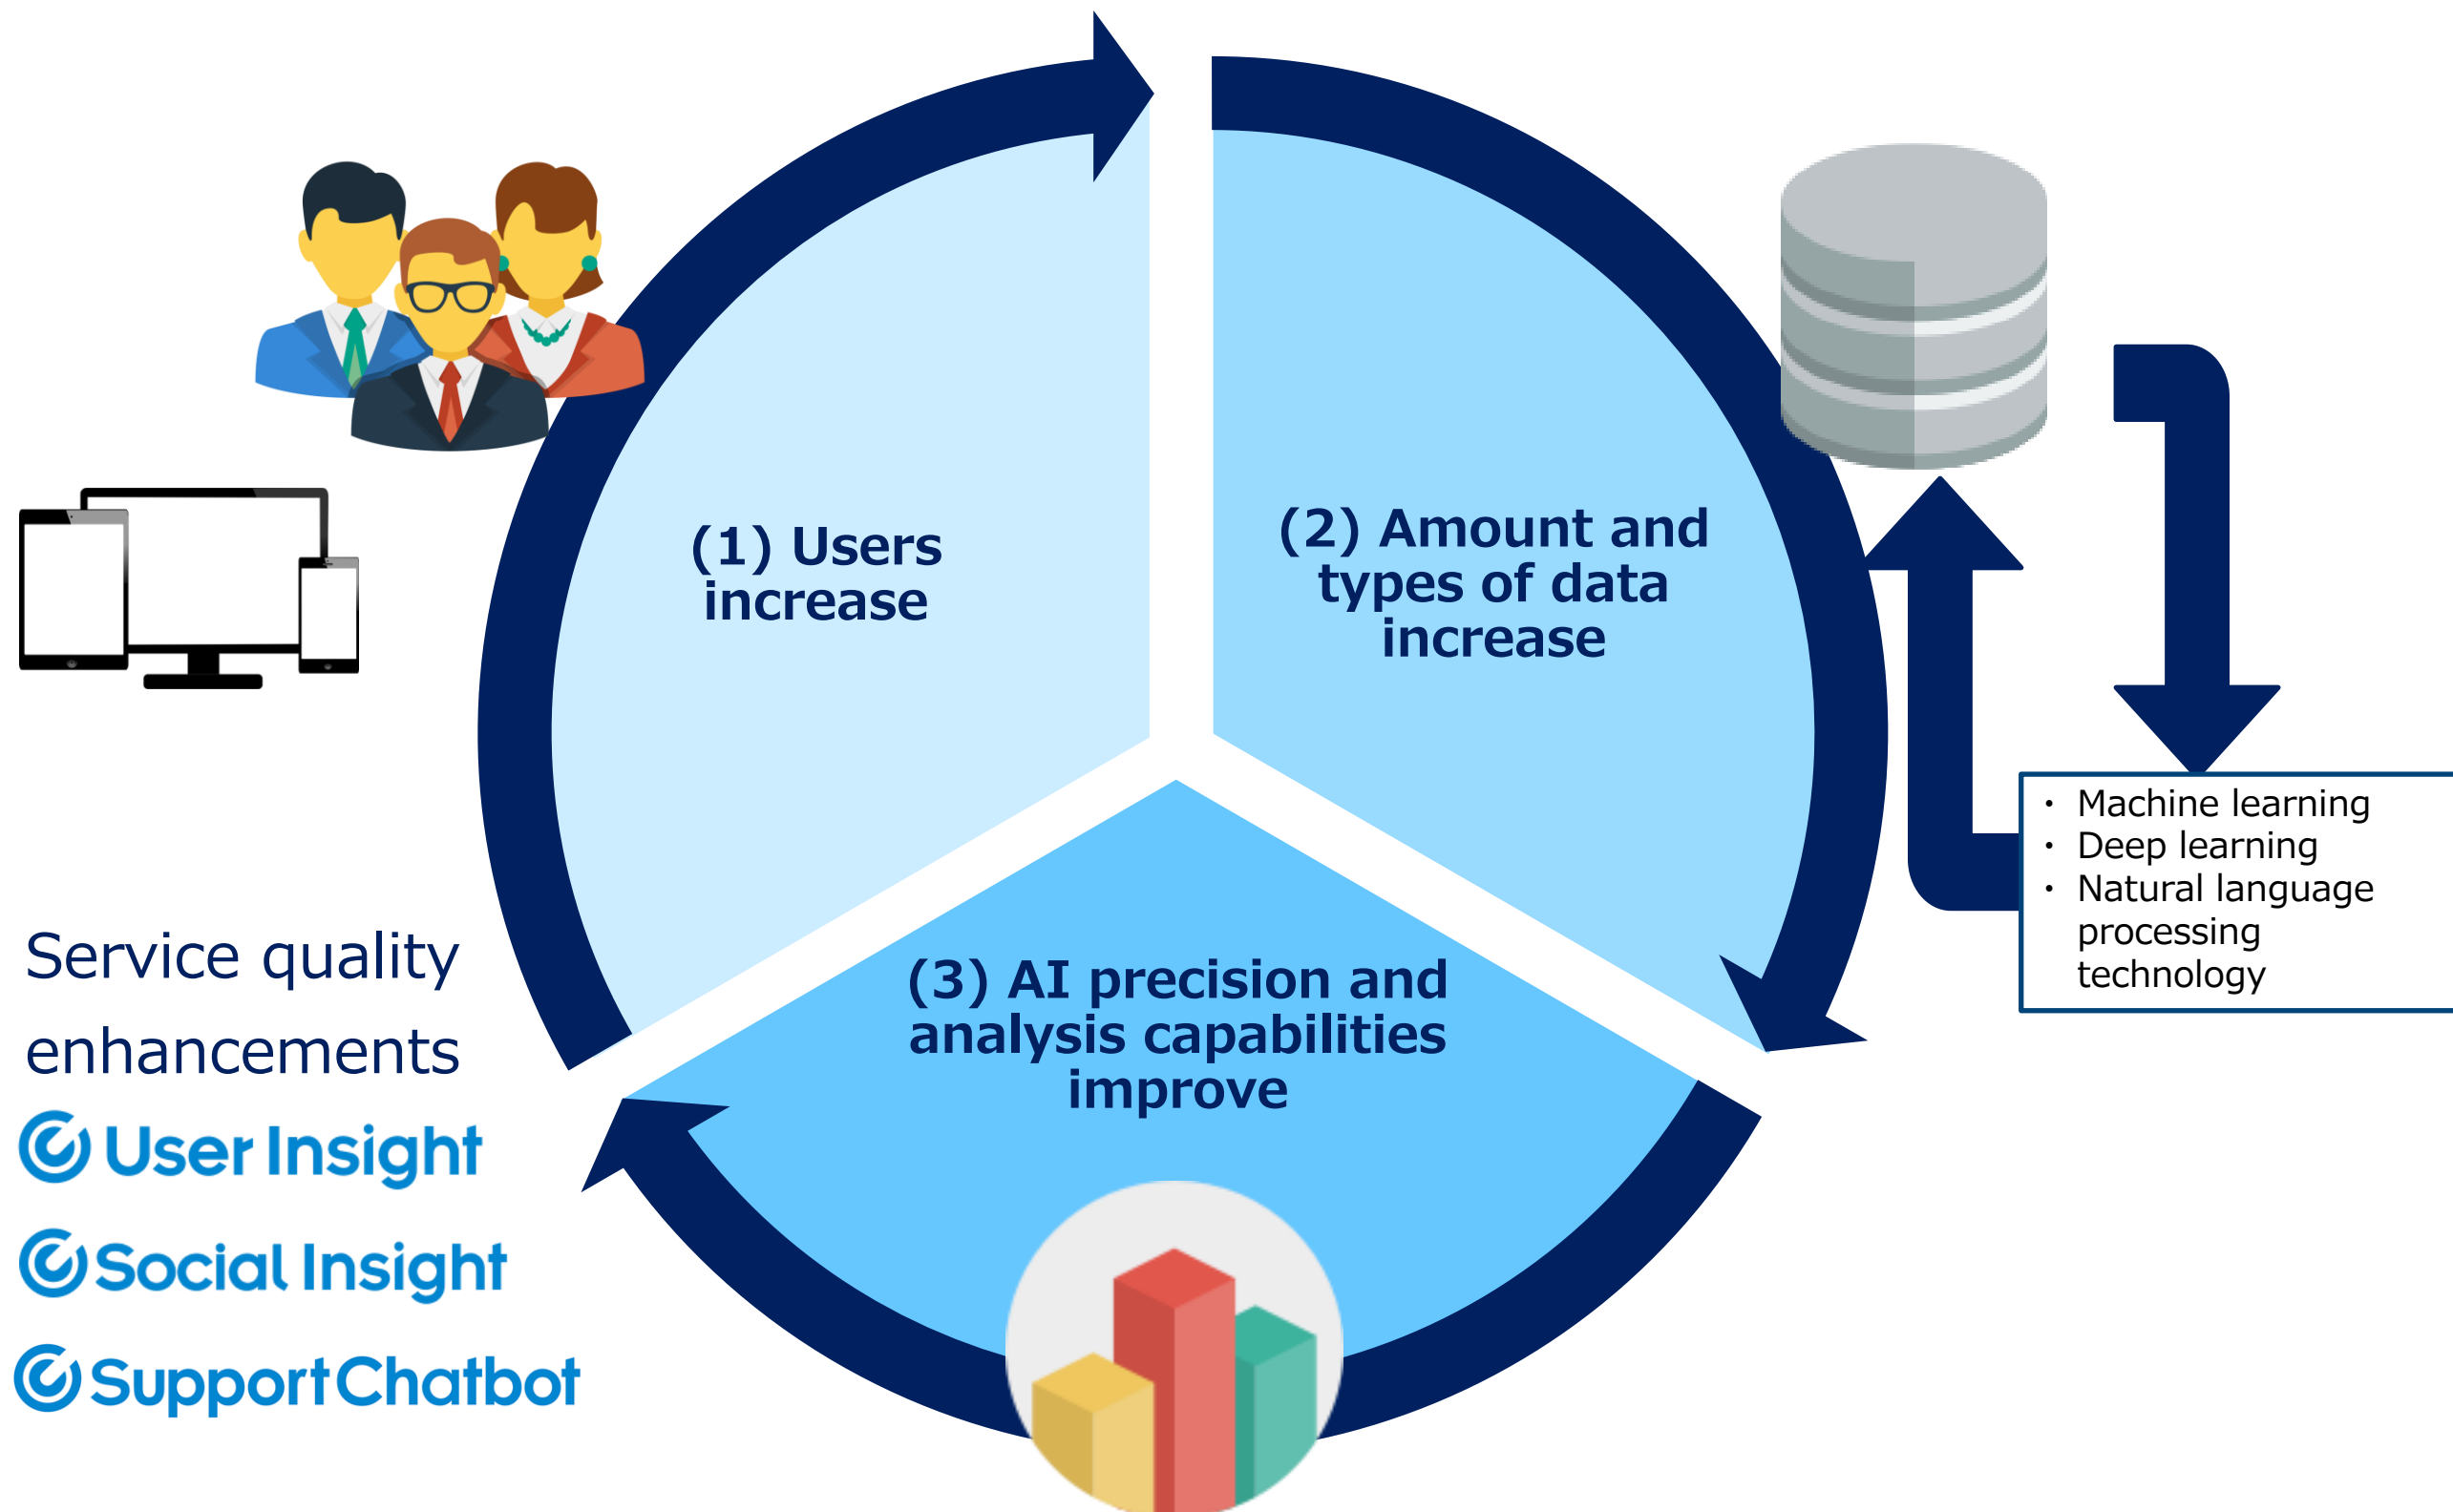 (1) Users
increase
(2) Amount and
types of data
increase
(3) AI precision and
analysis capabilities
improve
・ Machine learning
・ Deep learning
・ Natural language
processing
technology
Service quality
enhancements
User Insight
Social Insight
Support Chatbot